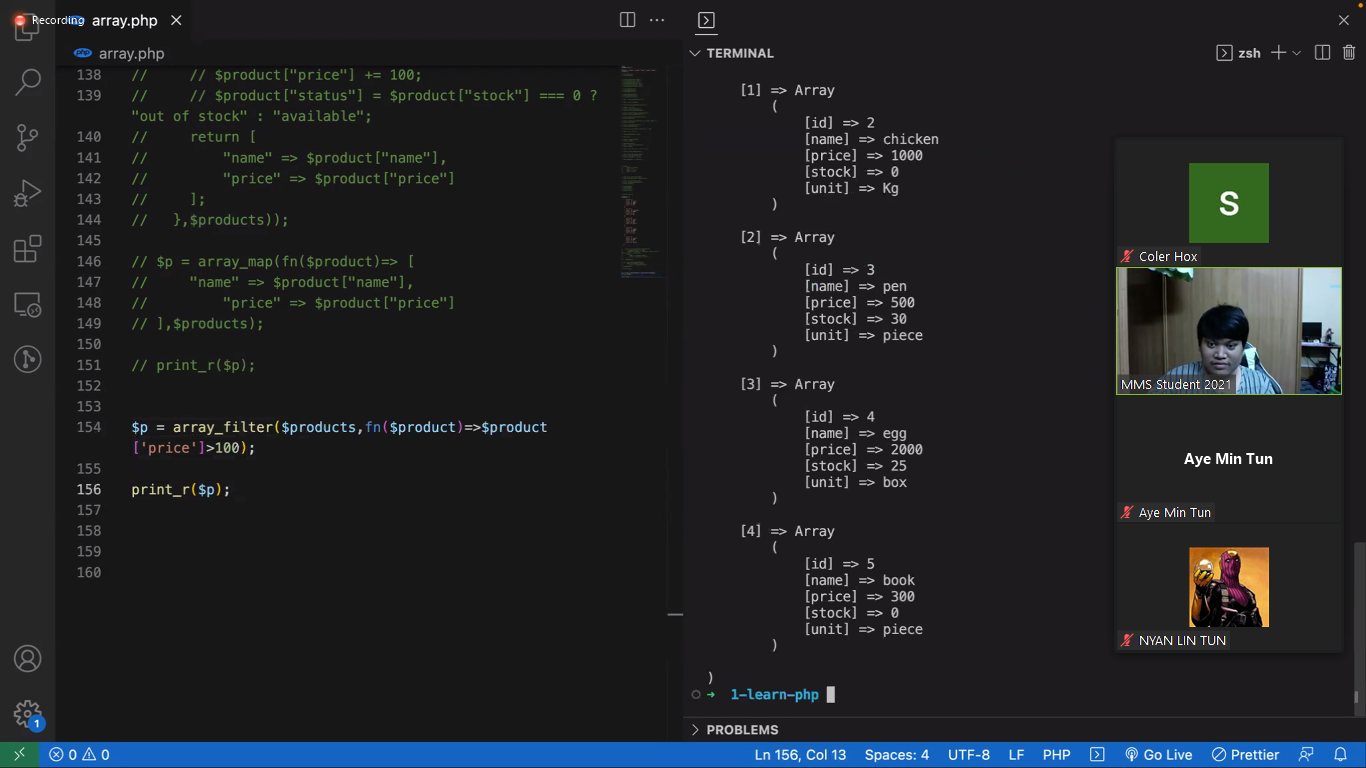 Recording
array.php
array.php
138 //     // $product["price"] += 100;
139 //     // $product["status"] = $product["stock"] === 0 ?
"out of stock" : "available";
140 //     return [
141 //         "name" => $product["name"],
142 //         "price" => $product["price"]
143 //     ];
144 //   },$products));
145
146 // $p = array_map(fn($product)=> [
147 //     "name" => $product["name"],
148 //         "price" => $product["price"]
149 // ],$products);
150
151 // print_r($p);
152
153
154 $p = array_filter($products,fn($product)=>$product
['price']>100);
155
156 print_r($p);
157
158
159
160
1
TERMINAL
zsh
[1] => Array
(
[id] => 2
[name] => chicken
[price] => 1000
[stock] => 0
[unit] => Kg
)
[2] => Array
(
[id] => 3
[name] => pen
[price] => 500
[stock] => 30
[unit] => piece
)
[3] => Array
(
[id] => 4
[name] => egg
[price] => 2000
[stock] => 25
[unit] => box
)
[4] => Array
(
[id] => 5
[name] => book
[price] => 300
[stock] => 0
[unit] => piece
)
)
➜ 1-learn-php
PROBLEMS
S
Coler Hox
MMS Student 2021
Aye Min Tun
Aye Min Tun
NYAN LIN TUN
0 0
Ln 156, Col 13
Spaces: 4
UTF-8
LF
PHP
Go Live
Prettier